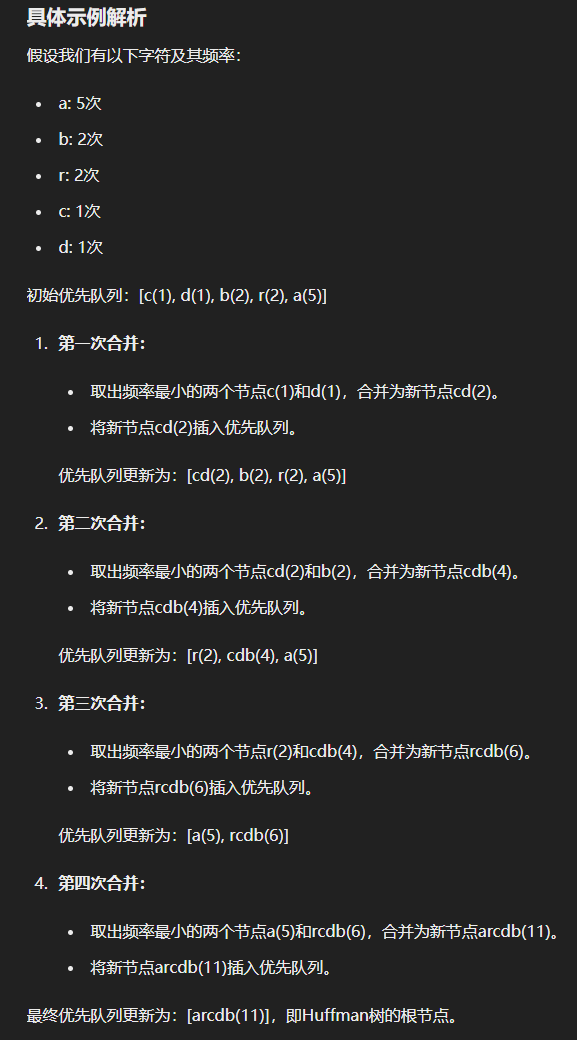 具体示例解析
假设我们有以下字符及其频率：
• a: 5次
• b: 2次
• r: 2次
• c: 1次
• d: 1次
初始优先队列：[c(1), d(1), b(2), r(2), a(5)]
1. 第一次合并：
• 取出频率最小的两个节点c(1)和d(1)，合并为新节点cd(2)。
• 将新节点cd(2)插入优先队列。
优先队列更新为：[cd(2), b(2), r(2), a(5)]
2. 第二次合并：
• 取出频率最小的两个节点cd(2)和b(2)，合并为新节点cdb(4)。
• 将新节点cdb(4)插入优先队列。
优先队列更新为：[r(2), cdb(4), a(5)]
3. 第三次合并：
• 取出频率最小的两个节点r(2)和cdb(4)，合并为新节点rcdb(6)。
• 将新节点rcdb(6)插入优先队列。
优先队列更新为：[a(5), rcdb(6)]
4. 第四次合并：
• 取出频率最小的两个节点a(5)和rcdb(6)，合并为新节点arcdb(11)。
• 将新节点arcdb(11)插入优先队列。
最终优先队列更新为：[arcdb(11)]，即Huffman树的根节点。